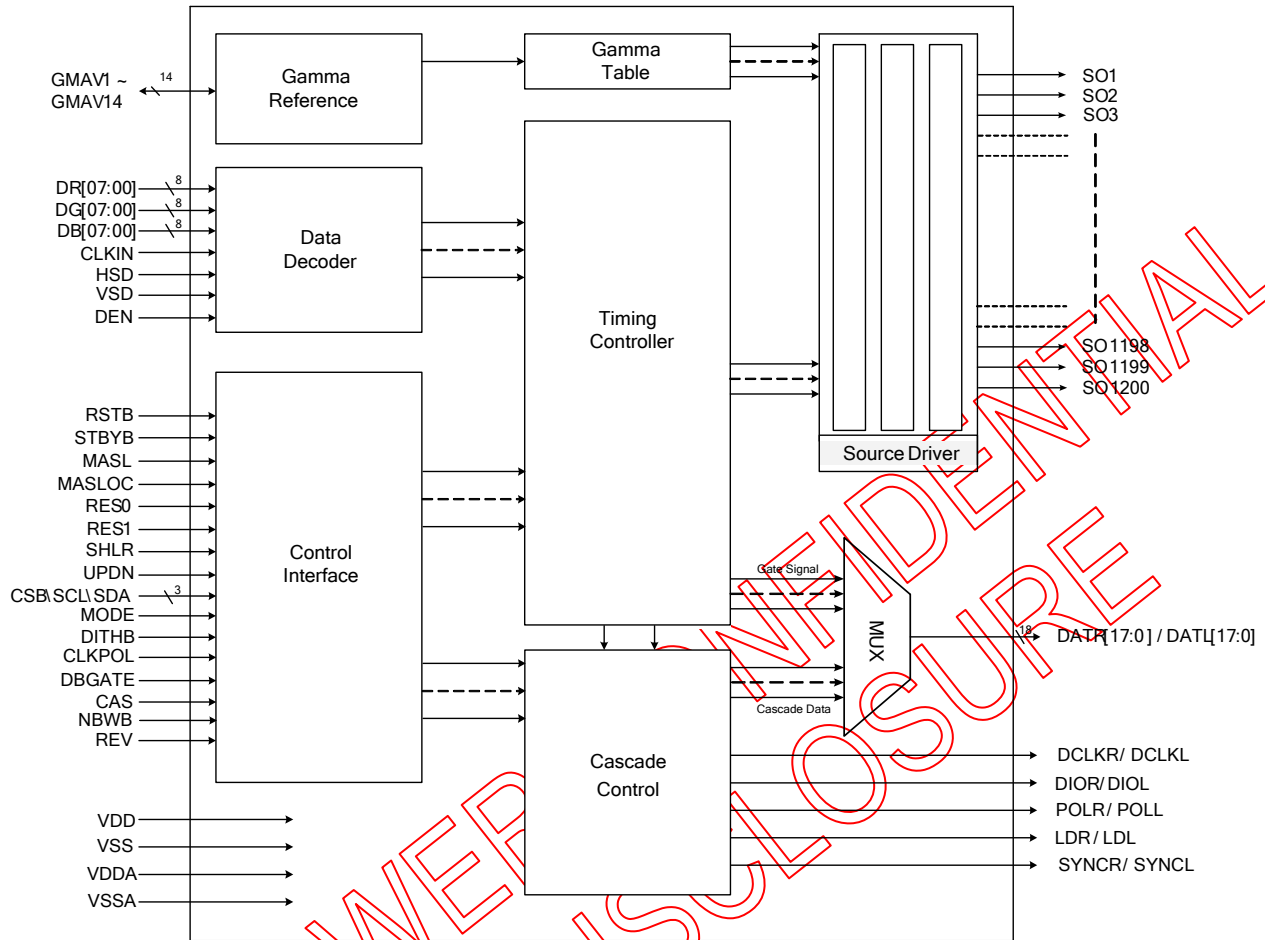 Gamma
Reference
Gamma
Table
GMAV1 ~
GMAV14
14
SO1
SO2
SO3
DR[07:00]
8
DG[07:00]
8
DB[07:00]
8
CLKIN
HSD
VSD
DEN
Data
Decoder
Timing
Controller
SO1198
SO1199
SO1200
Source Driver
RSTB
STBYB
MASL
MASLOC
RES0
RES1
SHLR
UPDN
CSB\SCL\SDA
3
MODE
DITHB
CLKPOL
DBGATE
CAS
NBWB
REV
Control
Interface
Gate Signal
MUX
18
DATR[17:0] / DATL[17:0]
Cascade Data
Cascade
Control
DCLKR/ DCLKL
DIOR/ DIOL
POLR/ POLL
LDR/ LDL
SYNCR/ SYNCL
VDD
VSS
VDDA
VSSA